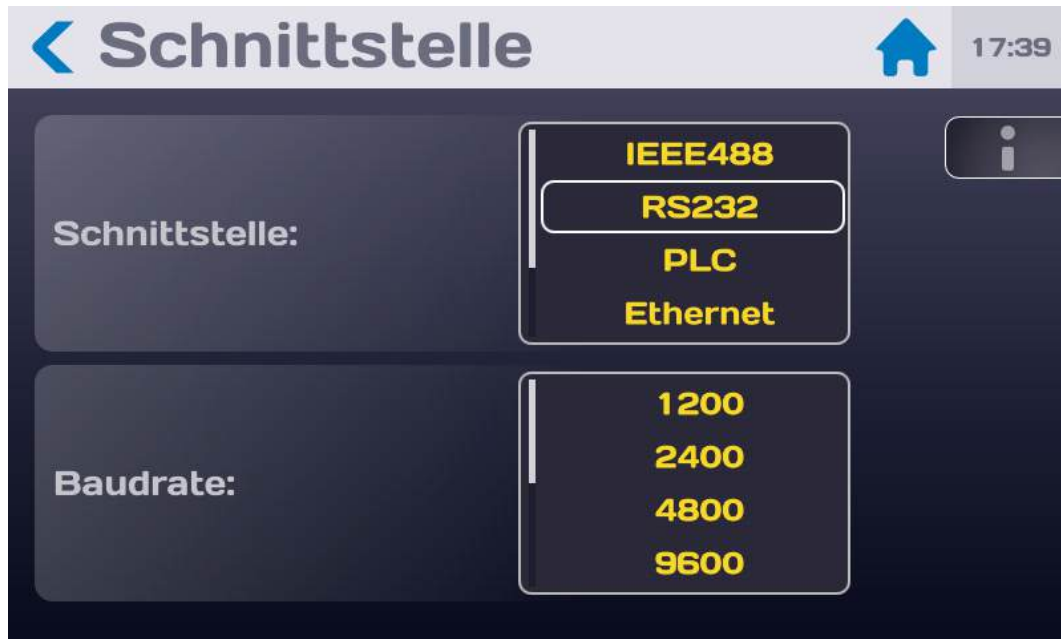 Schnittstelle
17:39
Schnittstelle:
IEEE488
RS232
PLC
Ethernet
Baudrate:
1200
2400
4800
9600